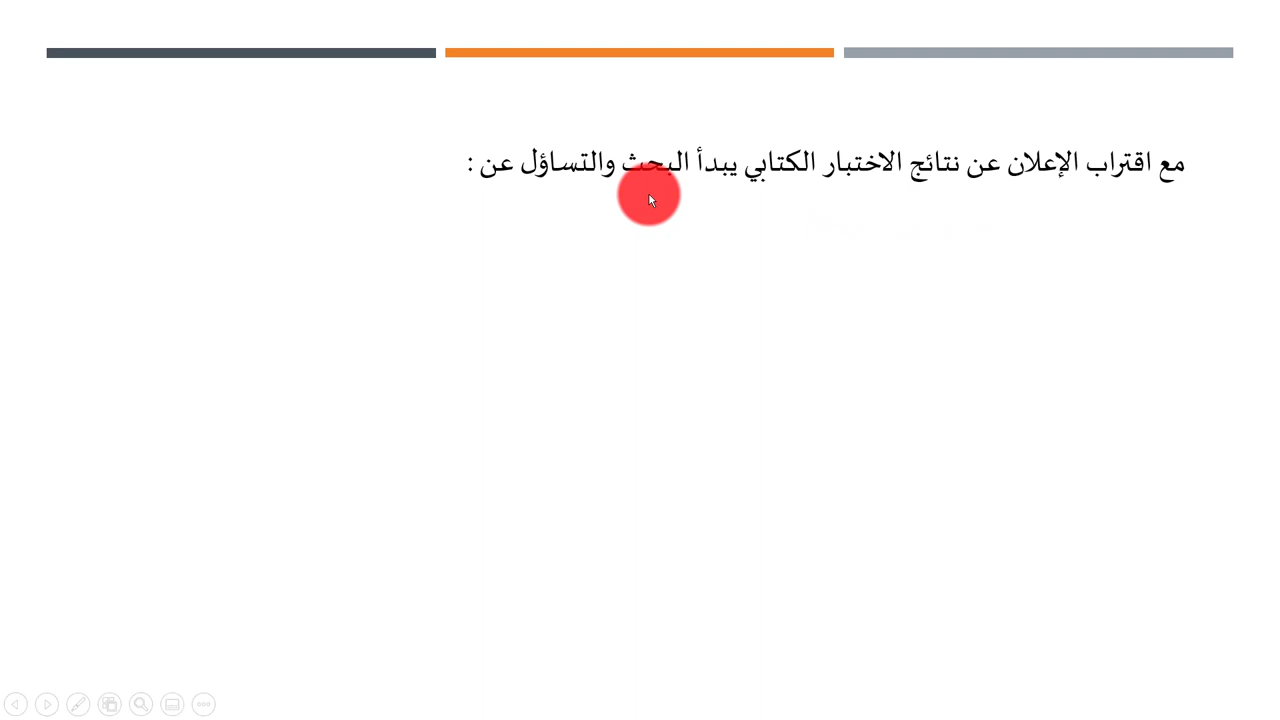 مع اقتراب الإعلان عن نتائج الاختبار الكتابي يبدأ البحث والتساؤل عن :